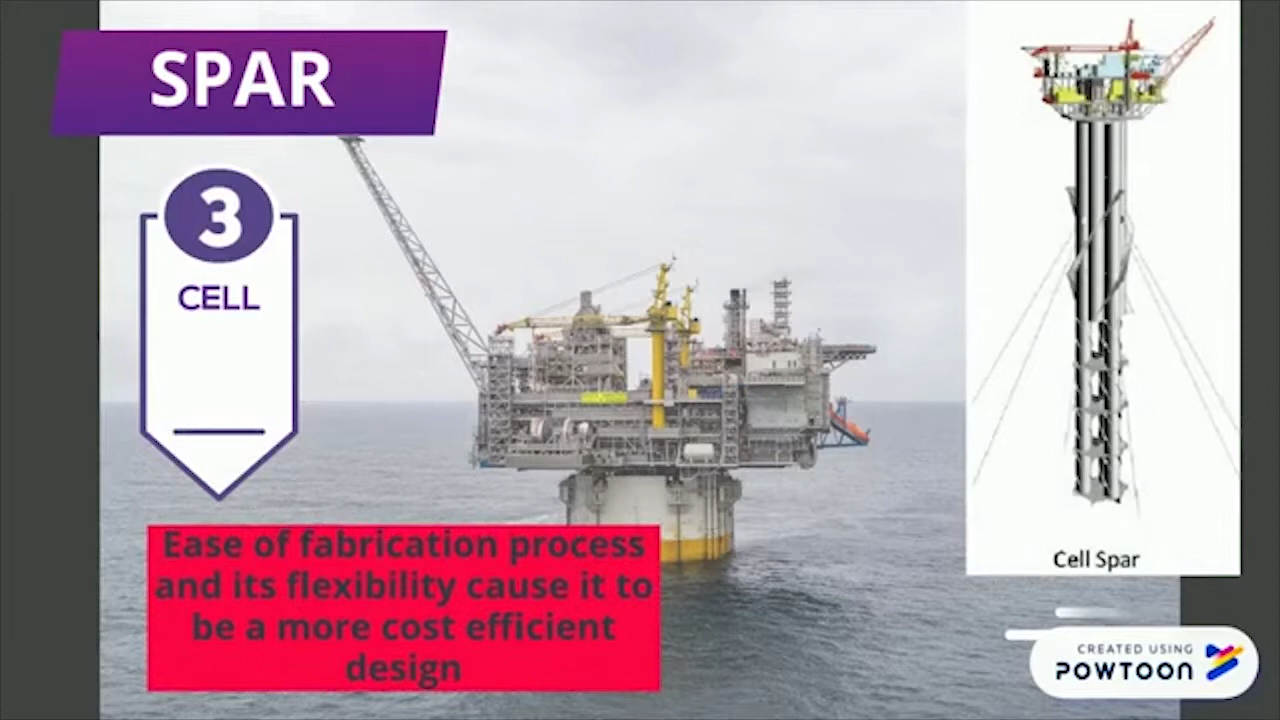 SPAR
3
CELL
Ease of fabrication process
and its flexibility cause it to
be a more cost efficient
design
Cell Spar
CREATED USING
POWTOON